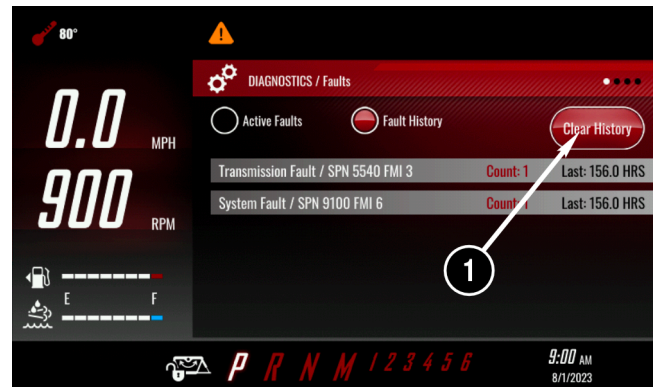 80°
DIAGNOSTICS / Faults
Active Faults Fault History Clear History
0.0 MPH
Transmission Fault / SPN 5540 FMI 3 Count: 1 Last: 156.0 HRS
System Fault / SPN 9100 FMI 6 Count: 1 Last: 156.0 HRS
900 RPM
1
E F
P R N M 1 2 3 4 5 6
9:00 AM
8/1/2023